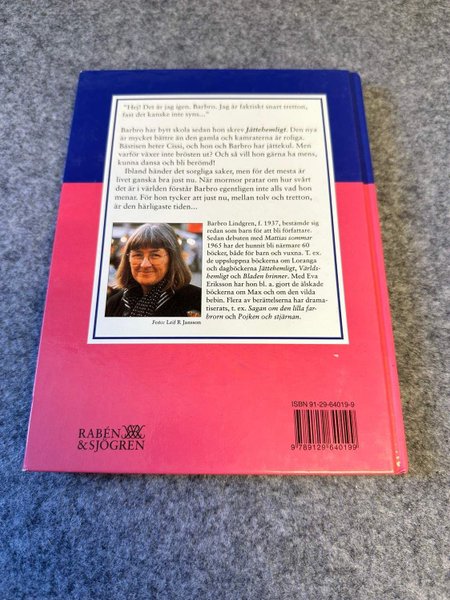 "Hej! Det är jag igen. Barbro. Jag är faktiskt snart tretton,
fast det kanske inte syns..."
Barbro har bytt skola sedan hon skrev Jättehemligt. Den nya
är mycket bättre än den gamla och kamraterna är roliga.
Bästisen heter Cissi, och hon och Barbro har jättekul. Men
varför växer inte brösten ut? Och så vill hon gärna ha mens,
kunna dansa och bli berömd!
Ibland händer det sorgliga saker, men för det mesta är
livet ganska bra just nu. När mormor pratar om hur svårt
det är i världen förstår Barbro egentligen inte alls vad hon
menar. För hon tycker att just nu, mellan tolv och tretton,
är den härligaste tiden...
Barbro Lindgren, f. 1937, bestämde sig
redan som barn för att bli författare.
Sedan debuten med Mattias sommar
1965 har det hunnit bli närmare 60
böcker, både för barn och vuxna. T. ex.
de uppsluppna böckerna om Loranga
och dagböckerna Jättehemligt, Världs-
hemligt och Bladen brinner. Med Eva
Eriksson har hon bl. a. gjort de älskade
böckerna om Max och om den vilda
bebin. Flera av berättelserna har drama-
tiserats, t. ex. Sagan om den lilla far-
brorn och Pojken och stjärnan.
Foto: Leif R Jansson
RABÉN
&SJÖGREN
ISBN 91-29-64019-9
9 789129 640199